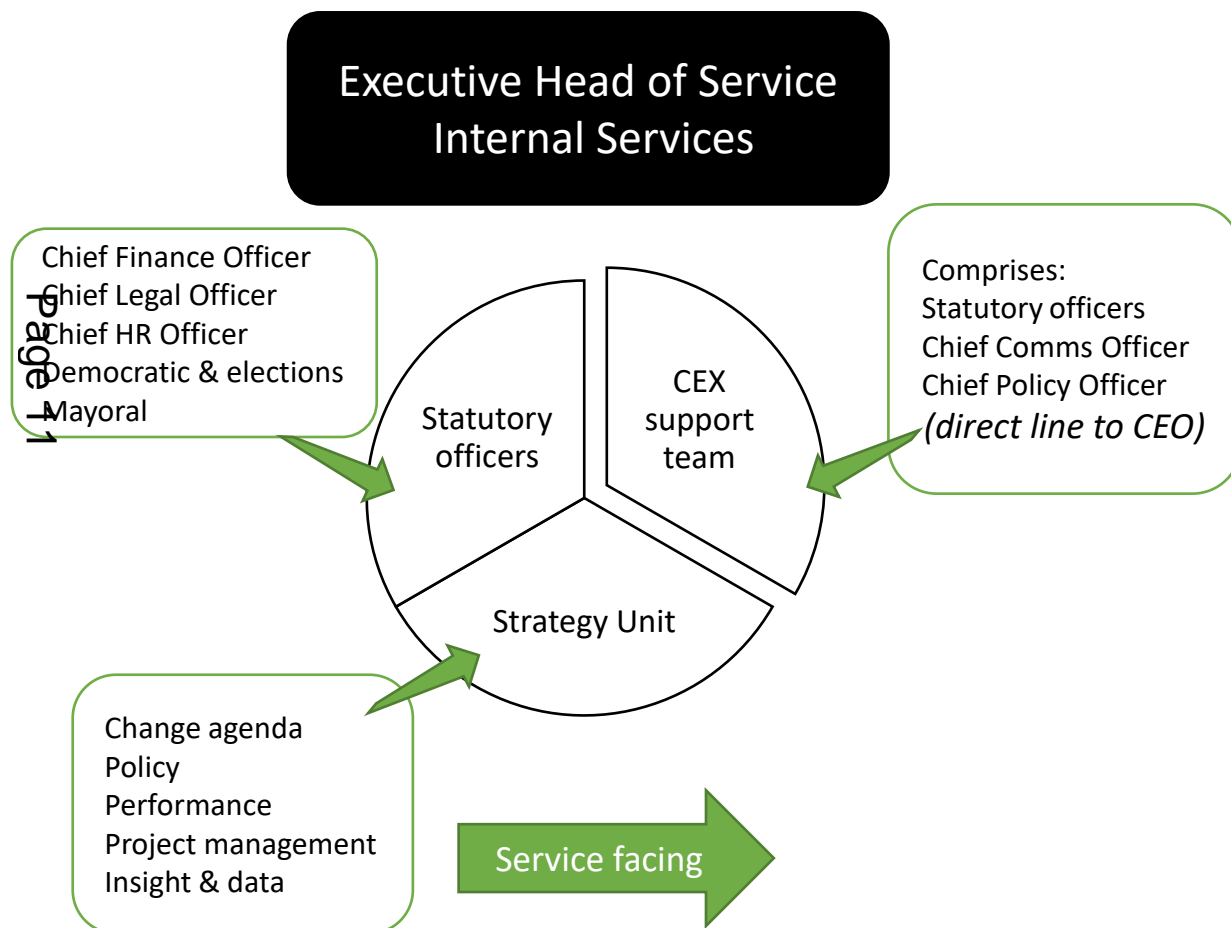 Executive Head of Service
Internal Services
Chief Finance Officer
Chief Legal Officer
Chief HR Officer
Democratic & elections
Mayoral
Page 11
Comprises:
Statutory officers
Chief Comms Officer
Chief Policy Officer
(direct line to CEO)
Statutory
officers
CEX
support
team
Strategy Unit
Change agenda
Policy
Performance
Project management
Insight & data
Service facing